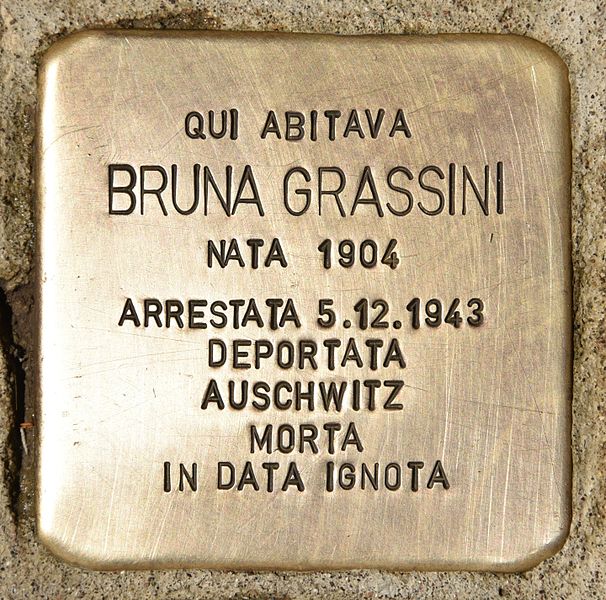 QUI ABITAVA
BRUNA GRASSINI
NATA 1904
ARRESTATA 5.12.1943
DEPORTATA
AUSCHWITZ
MORTA
IN DATA IGNOTA